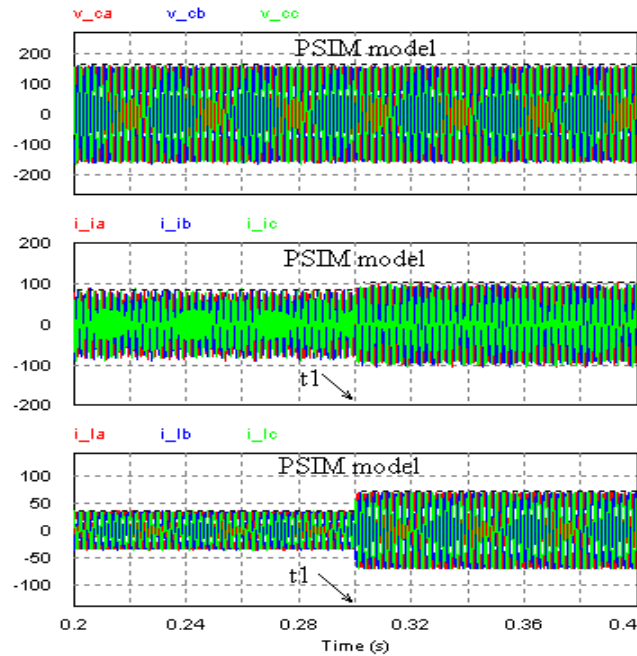 v_ca v_cb v_cc
PSIM model
200
100
0
-100
-200
i_ia i_ib i_ic
PSIM model
200
100
0
-100
-200
t1
i_la i_lb i_lc
PSIM model
100
50
0
-50
-100
t1
0.2 0.24 0.28 0.32 0.36 0.4
Time (s)